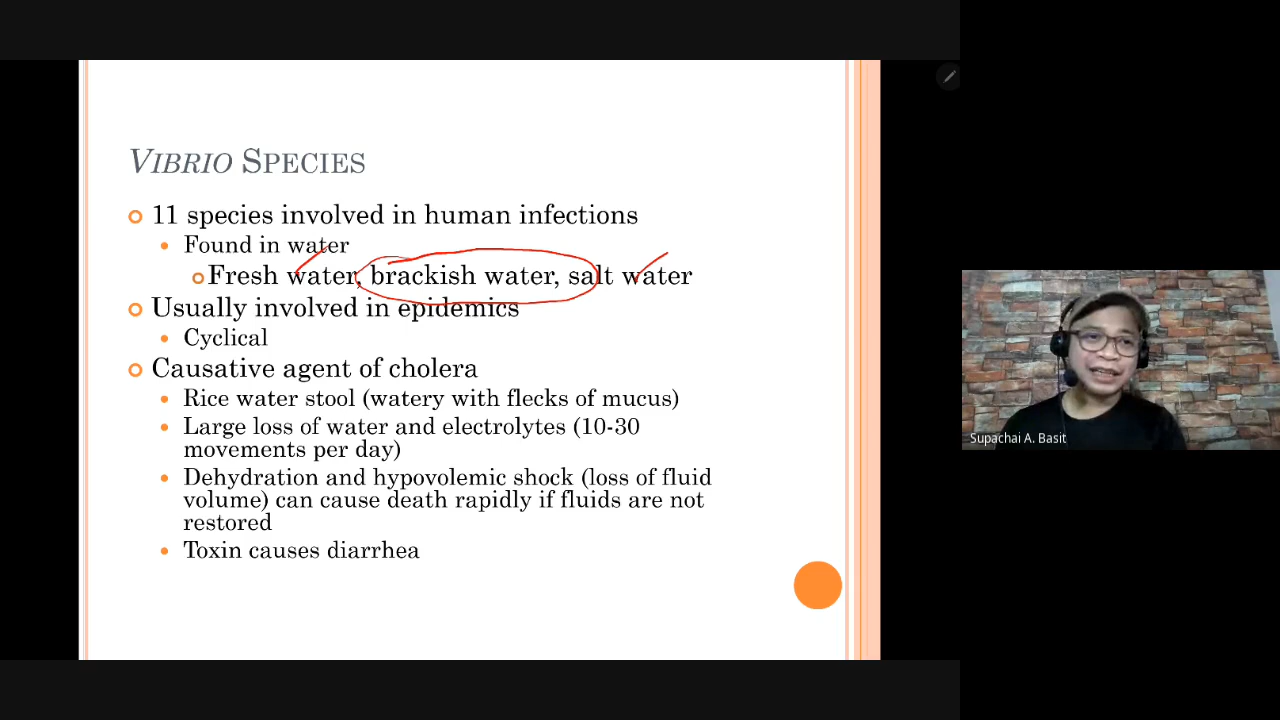 VIBRIO SPECIES
11 species involved in human infections
Found in water
Fresh water, brackish water, salt water
Usually involved in epidemics
Cyclical
Causative agent of cholera
Rice water stool (watery with flecks of mucus)
Large loss of water and electrolytes (10-30
movements per day)
Dehydration and hypovolemic shock (loss of fluid
volume) can cause death rapidly if fluids are not
restored
Toxin causes diarrhea
Supachai A. Basit